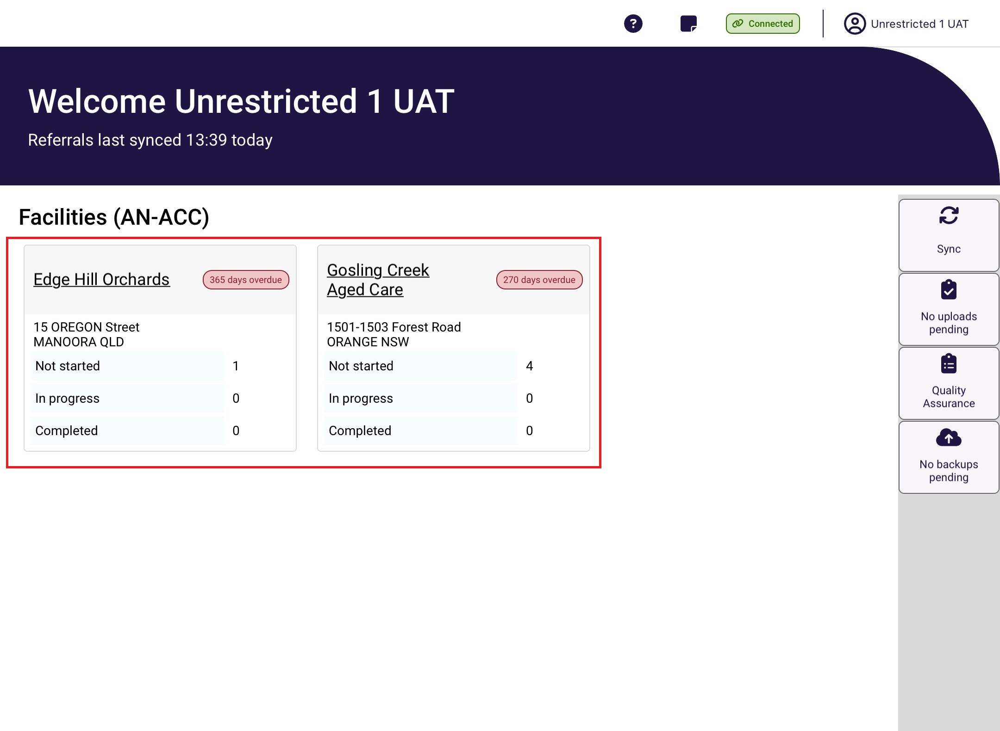 Connected
Unrestricted 1 UAT
Welcome Unrestricted 1 UAT
Referrals last synced 13:39 today
Facilities (AN-ACC)
Edge Hill Orchards
365 days overdue
15 OREGON Street
MANOORA QLD
Not started 1
In progress 0
Completed 0
Gosling Creek
Aged Care
270 days overdue
1501-1503 Forest Road
ORANGE NSW
Not started 4
In progress 0
Completed 0
Sync
No uploads
pending
Quality
Assurance
No backups
pending